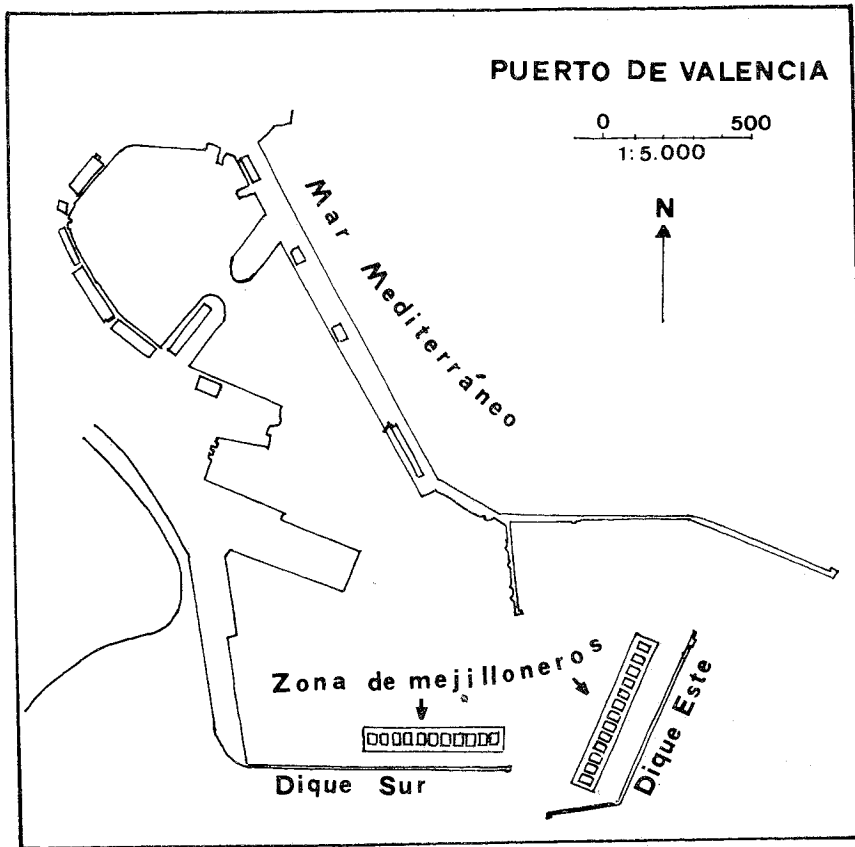 PUERTO DE VALENCIA
0 500
1:5.000
N
Mar Mediterráneo
Zona de mejilloneros
Dique Sur
Dique Este